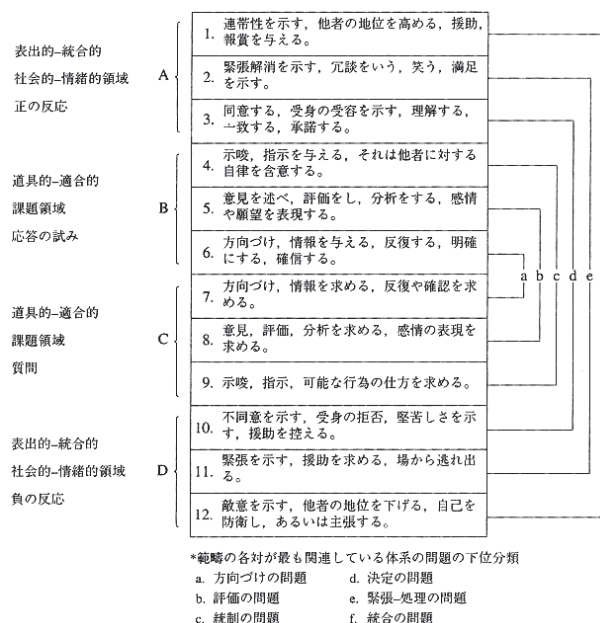 表出的–統合的
社会的–情緒的領域
正の反応
A
1. 連帯性を示す，他者の地位を高める，援助，
報賞を与える。
2. 緊張解消を示す，冗談をいう，笑う，満足
を示す。
3. 同意する，受身の受容を示す，理解する，
一致する，承諾する。
道具的–適合的
課題領域
応答の試み
B
4. 示唆，指示を与える，それは他者に対する
自律を含意する。
5. 意見を述べ，評価をし，分析をする，感情
や願望を表現する。
6. 方向づけ，情報を与える，反復する，明確
にする，確信する。
道具的–適合的
課題領域
質問
C
7. 方向づけ，情報を求める，反復や確認を求
める。
8. 意見，評価，分析を求める，感情の表現を
求める。
9. 示唆，指示，可能な行為の仕方を求める。
表出的–統合的
社会的–情緒的領域
負の反応
D
10. 不同意を示す，受身の拒否，堅苦しさを示
す，援助を控える。
11. 緊張を示す，援助を求める，場から逃れ出
る。
12. 敵意を示す，他者の地位を下げる，自己を
防衛し，あるいは主張する。
a b c d e
*範疇の各対が最も関連している体系の問題の下位分類
a. 方向づけの問題 d. 決定の問題
b. 評価の問題 e. 緊張–処理の問題
c. 統制の問題 f. 統合の問題